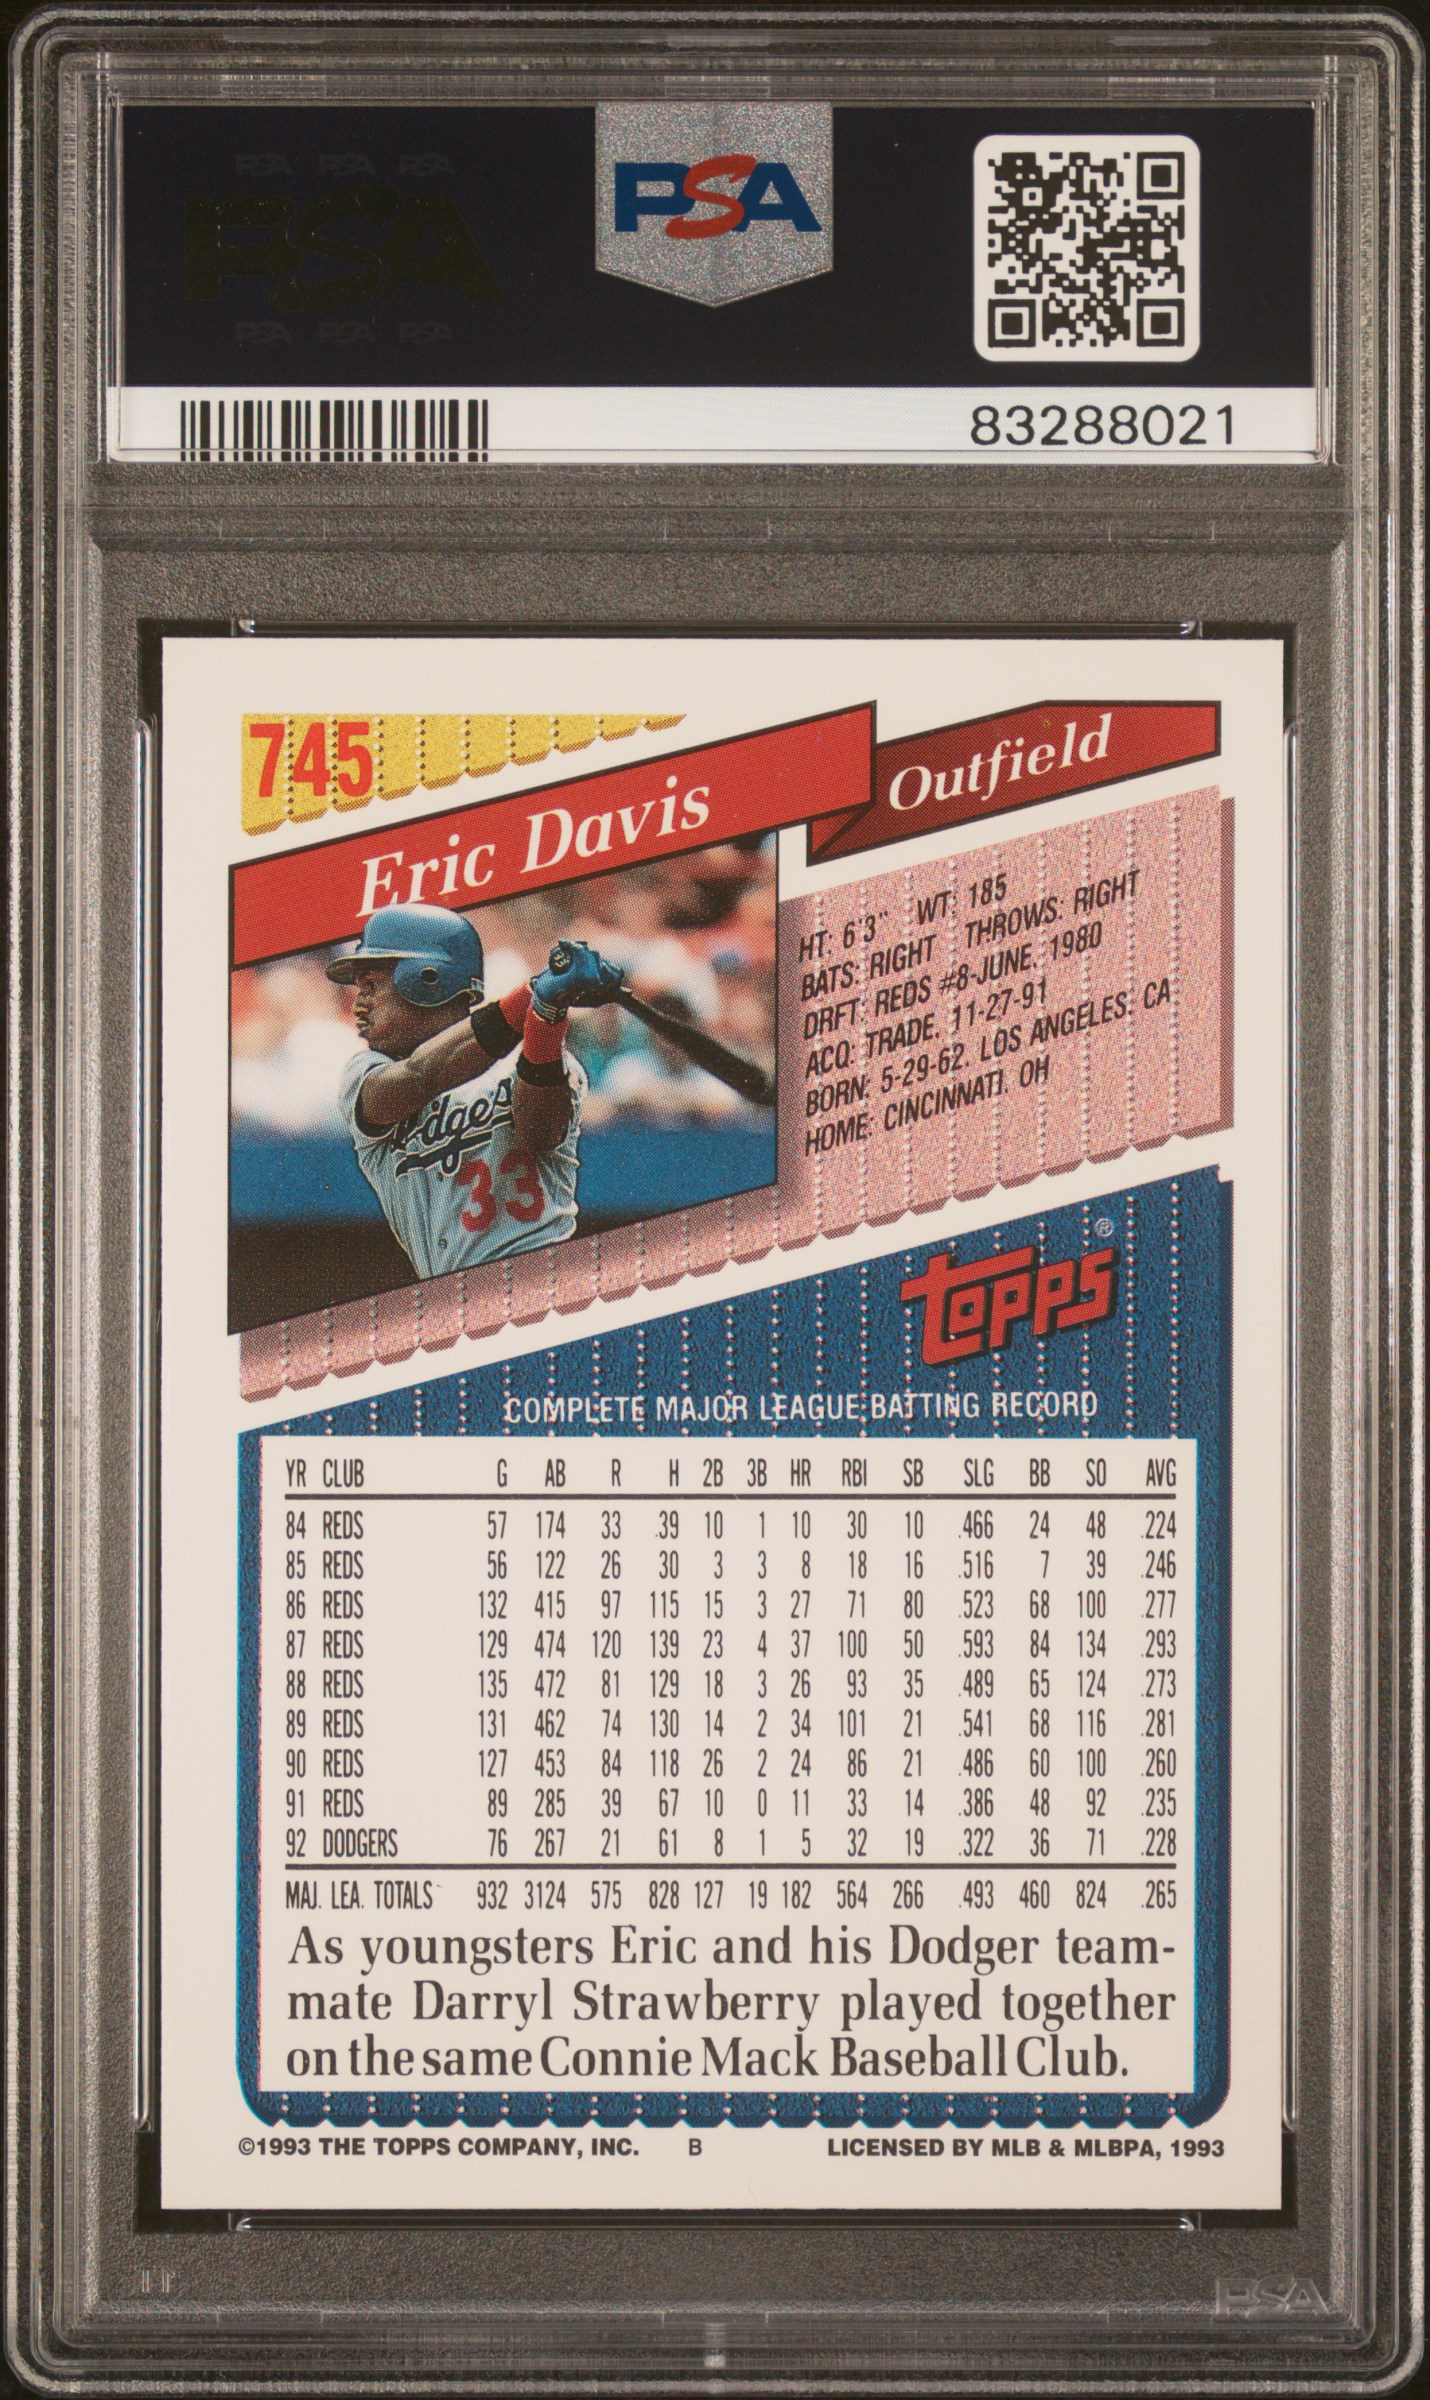 PSA PSA PSA
PSA
PSA PSA PSA
PSA
83288021
745
Eric Davis
Outfield
HT: 6'3" WT: 185
BATS: RIGHT THROWS: RIGHT
DRFT: REDS #8-JUNE, 1980
ACQ: TRADE, 11-27-91
BORN: 5-29-62, LOS ANGELES, CA
HOME: CINCINNATI, OH
Dodgers
33
TOPPS®
COMPLETE MAJOR LEAGUE BATTING RECORD
YR CLUB G AB R H 2B 3B HR RBI SB SLG BB SO AVG
84 REDS 57 174 33 39 10 1 10 30 10 .466 24 48 .224
85 REDS 56 122 26 30 3 3 8 18 16 .516 7 39 .246
86 REDS 132 415 97 115 15 3 27 71 80 .523 68 100 .277
87 REDS 129 474 120 139 23 4 37 100 50 .593 84 134 .293
88 REDS 135 472 81 129 18 3 26 93 35 .489 65 124 .273
89 REDS 131 462 74 130 14 2 34 101 21 .541 68 116 .281
90 REDS 127 453 84 118 26 2 24 86 21 .486 60 100 .260
91 REDS 89 285 39 67 10 0 11 33 14 .386 48 92 .235
92 DODGERS 76 267 21 61 8 1 5 32 19 .322 36 71 .228
MAJ. LEA. TOTALS 932 3124 575 828 127 19 182 564 266 .493 460 824 .265
As youngsters Eric and his Dodger team-
mate Darryl Strawberry played together
on the same Connie Mack Baseball Club.
©1993 THE TOPPS COMPANY, INC. B LICENSED BY MLB & MLBPA, 1993
PSA